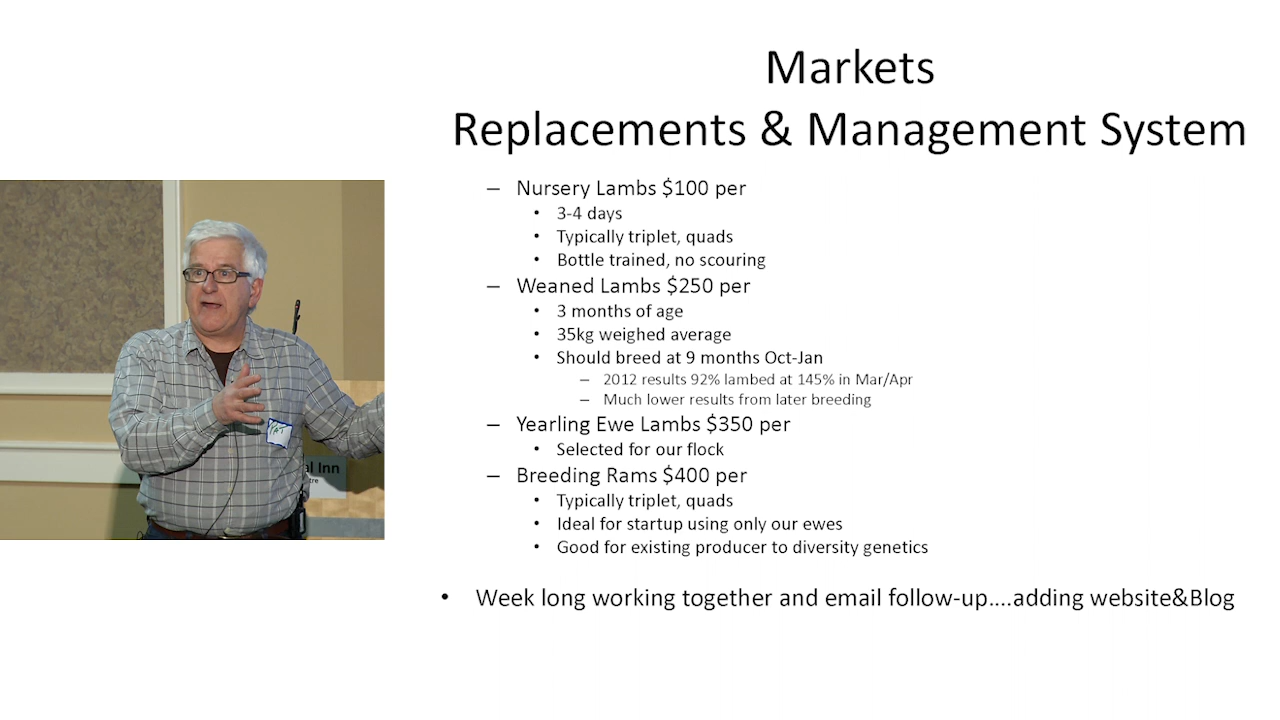 Markets
Replacements & Management System
– Nursery Lambs $100 per
• 3-4 days
• Typically triplet, quads
• Bottle trained, no scouring
– Weaned Lambs $250 per
• 3 months of age
• 35kg weighed average
• Should breed at 9 months Oct-Jan
– 2012 results 92% lambed at 145% in Mar/Apr
– Much lower results from later breeding
– Yearling Ewe Lambs $350 per
• Selected for our flock
– Breeding Rams $400 per
• Typically triplet, quads
• Ideal for startup using only our ewes
• Good for existing producer to diversity genetics
• Week long working together and email follow-up....adding website&Blog
PAT
al Inn
tre